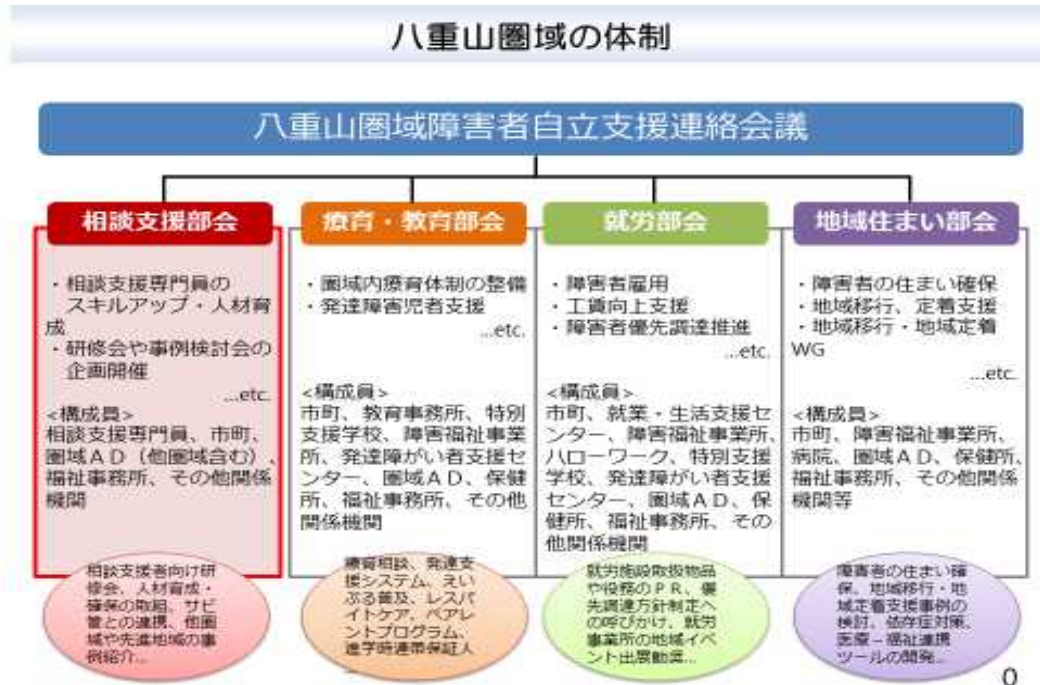 八重山圏域の体制
八重山圏域障害者自立支援連絡会議
相談支援部会
・相談支援専門員の
スキルアップ・人材育
成
・研修会や事例検討会の
企画開催
...etc.
<構成員>
相談支援専門員、市町、
圏域AD(他圏域含む)、
福祉事務所、その他関係
機関
相談支援者向け研
修会、人材育成・
確保の取組、サビ
管との連携、他圏
域や先進地域の事
例紹介...
療育・教育部会
・圏域内療育体制の整備
・発達障害児者支援
...etc.
<構成員>
市町、教育事務所、特別
支援学校、障害福祉事業
所、発達障がい者支援セ
ンター、圏域AD、保健
所、福祉事務所、その他
関係機関
療育相談、発達支
援システム、えい
ぶる普及、レスパ
イトケア、ペアレ
ントプログラム、
進学時連帯保証人
...
就労部会
・障害者雇用
・工賃向上支援
・障害者優先調達推進
...etc.
<構成員>
市町、就業・生活支援セ
ンター、障害福祉事業所、
ハローワーク、特別支援
学校、発達障がい者支援
センター、圏域AD、保
健所、福祉事務所、その
他関係機関
就労施設取扱物品
や役務のPR、優
先調達方針制定へ
の呼びかけ、就労
事業所の地域イベ
ント出展勧奨...
地域住まい部会
・障害者の住まい確保
・地域移行、定着支援
・地域移行・地域定着
WG
...etc.
<構成員>
市町、障害福祉事業所、
病院、圏域AD、保健所、
福祉事務所、その他関係
機関等
障害者の住まい確
保、地域移行・地
域定着支援事例の
検討、依存症対策、
医療-福祉連携
ツールの開発...
0